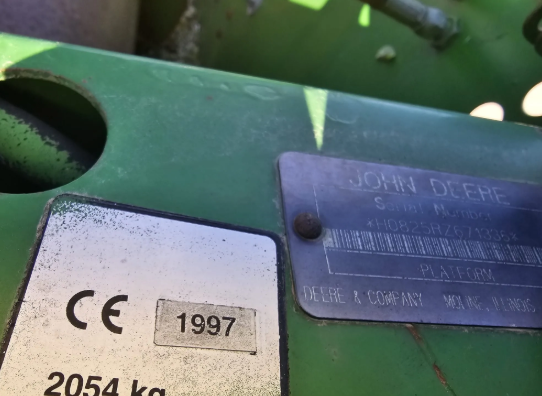 JOHN DEERE
Serial Number
PLATFORM
DEERE & COMPANY MOLINE, ILLINOIS
CE 1997
2054 kg